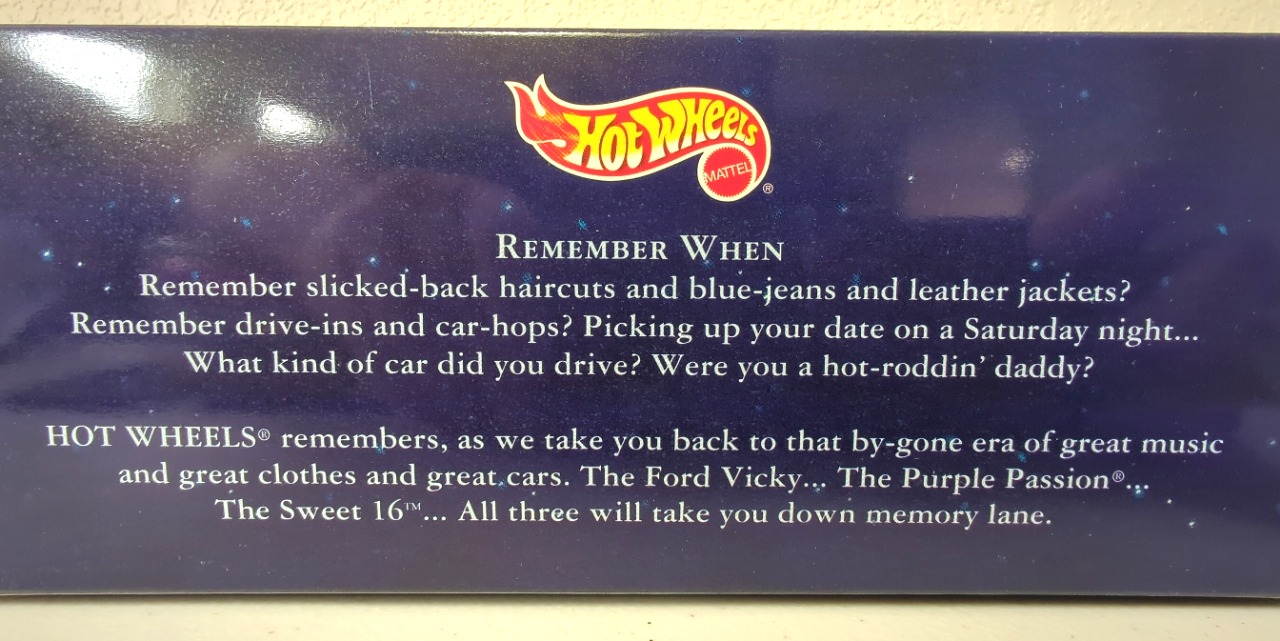 Hot Wheels
MATTEL
®
Remember When
Remember slicked-back haircuts and blue-jeans and leather jackets?
Remember drive-ins and car-hops? Picking up your date on a Saturday night...
What kind of car did you drive? Were you a hot-roddin’ daddy?
HOT WHEELS® remembers, as we take you back to that by-gone era of great music
and great clothes and great cars. The Ford Vicky... The Purple Passion®...
The Sweet 16™... All three will take you down memory lane.